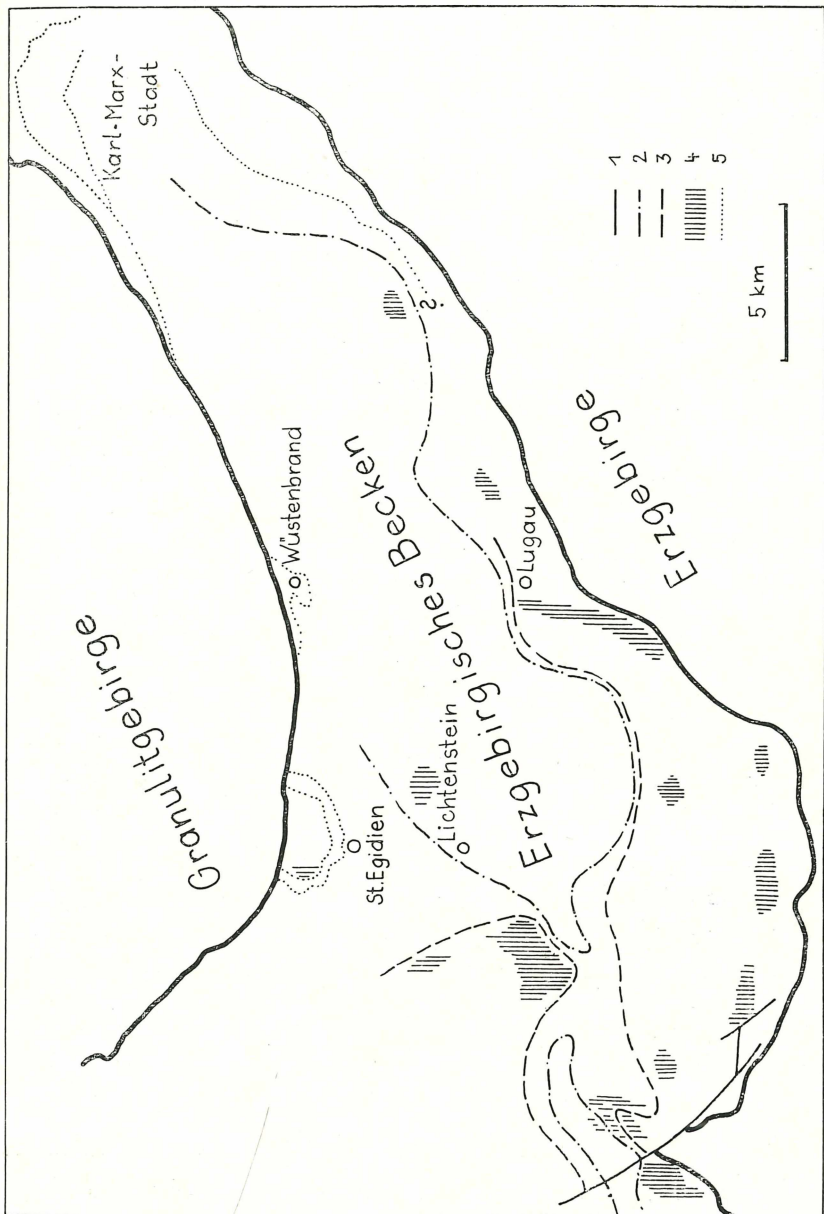 Karl-Marx-
Stadt
Granulitgebirge
Wüstenbrand
St.Egidien
Lichtenstein
Erzgebirgisches Becken
Lugau
Erzgebirge
?
1
2
3
4
5
5 km